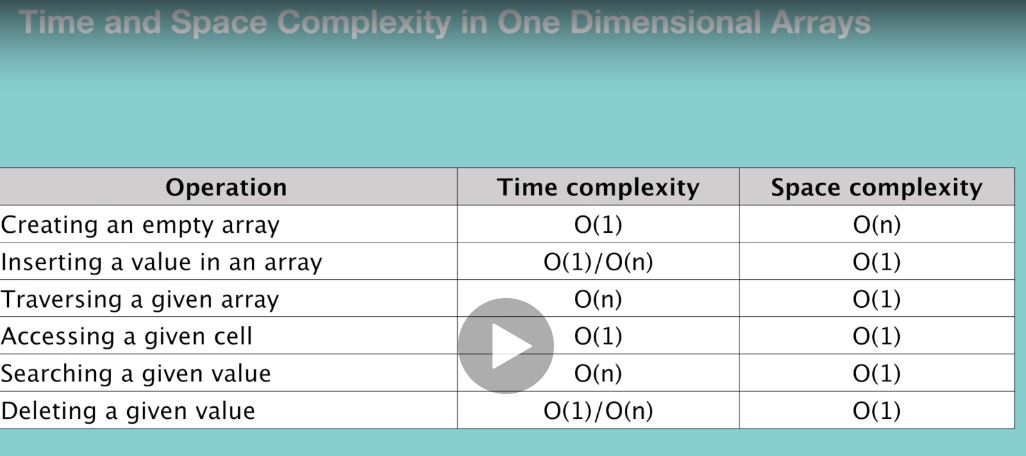 Time and Space Complexity in One Dimensional Arrays
Operation Time complexity Space complexity
Creating an empty array O(1) O(n)
Inserting a value in an array O(1)/O(n) O(1)
Traversing a given array O(n) O(1)
Accessing a given cell O(1) O(1)
Searching a given value O(n) O(1)
Deleting a given value O(1)/O(n) O(1)